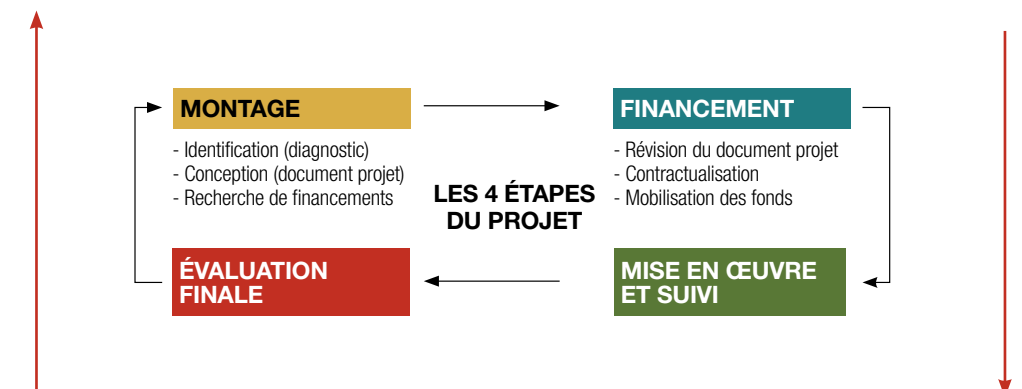 MONTAGE
- Identification (diagnostic)
- Conception (document projet)
- Recherche de financements
FINANCEMENT
- Révision du document projet
- Contractualisation
- Mobilisation des fonds
LES 4 ÉTAPES
DU PROJET
ÉVALUATION
FINALE
MISE EN ŒUVRE
ET SUIVI